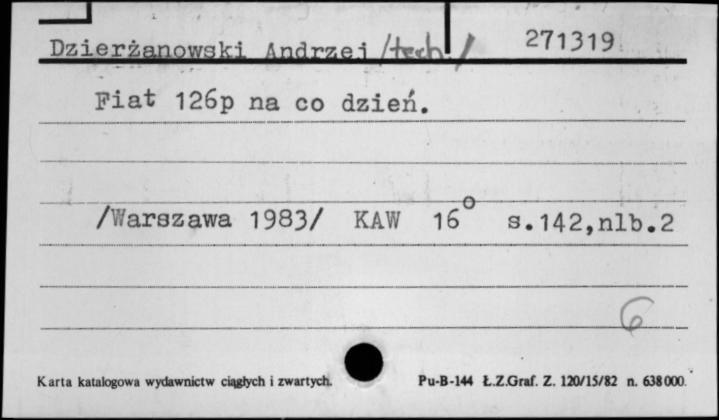 Dzierżanowski Andrzej /tech./ 271319
Fiat 126p na co dzień.
/Warszawa 1983/ KAW 16° s.142,nlb.2
6
Karta katalogowa wydawnictw ciągłych i zwartych. Pu-B-144 Ł.Z.Graf. Z. 120/15/82 n. 638000.